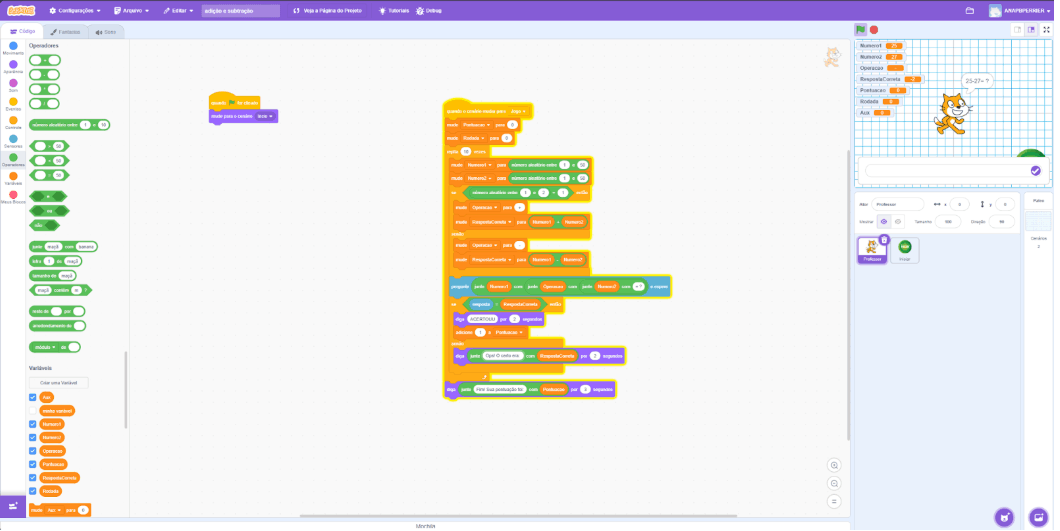 Configurações
Arquivo
Editar
adição e subtração
Veja a Página do Projeto
Tutoriais
Debug
Código
Fantasias
Sons
Movimento
Aparência
Som
Eventos
Controle
Sensores
Operadores
Variáveis
Meus Blocos
Operadores
número aleatório entre 1 e 10
50
50
50
e
ou
não
junte maçã com banana
letra 1 de maçã
tamanho de maçã
maçã contém m ?
resto de por
arredondamento de
módulo de
Variáveis
Criar uma Variável
Aux
minha variável
Numero1
Numero2
Operacao
Pontuacao
RespostaCorreta
Rodada
mude Aux para 0
quando for clicado
mude para o cenário
quando o cenário mudar para
mude Pontuacao para 0
mude Rodada para 0
repita 10 vezes
mude Numero1 para número aleatório entre 1 e 50
mude Numero2 para número aleatório entre 1 e 50
se número aleatório entre 1 e 2 = 1 então
mude Operacao para +
mude RespostaCorreta para Numero1 + Numero2
senão
mude Operacao para -
mude RespostaCorreta para Numero1 - Numero2
pergunte junte Numero1 com junte Operacao com junte Numero2 com = ? e espere
se resposta = RespostaCorreta então
diga ACERTOUU por 2 segundos
adicione 1 a Pontuacao
senão
diga junte Ops! O certo era: com RespostaCorreta por 2 segundos
diga junte Fim! Sua pontuação foi: com Pontuacao por segundos
Mochila
Numero1 25
Numero2 27
Operacao -
RespostaCorreta -2
Pontuacao 0
Rodada 0
Aux 0
25-27= ?
Ator Professor x 0 y 0
Mostrar Tamanho 100 Direção 90
Professor
Palco
Cenários
2